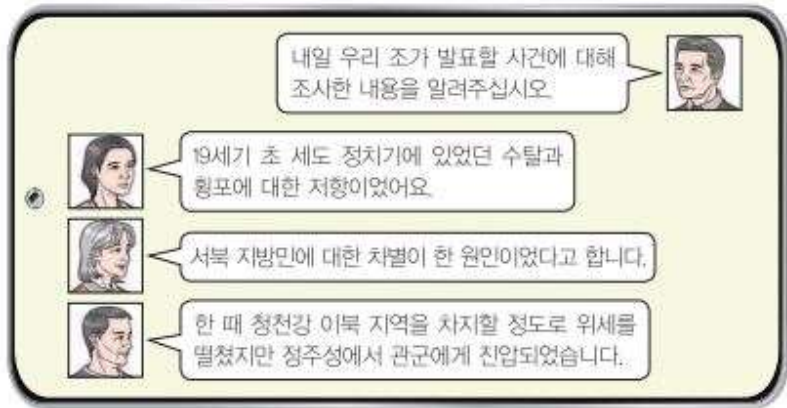 내일 우리 조가 발표할 사건에 대해
조사한 내용을 알려주십시오.
19세기 초 세도 정치기에 있었던 수탈과
횡포에 대한 저항이었어요.
서북 지방민에 대한 차별이 한 원인이었다고 합니다.
한 때 청천강 이북 지역을 차지할 정도로 위세를
떨쳤지만 정주성에서 관군에게 진압되었습니다.